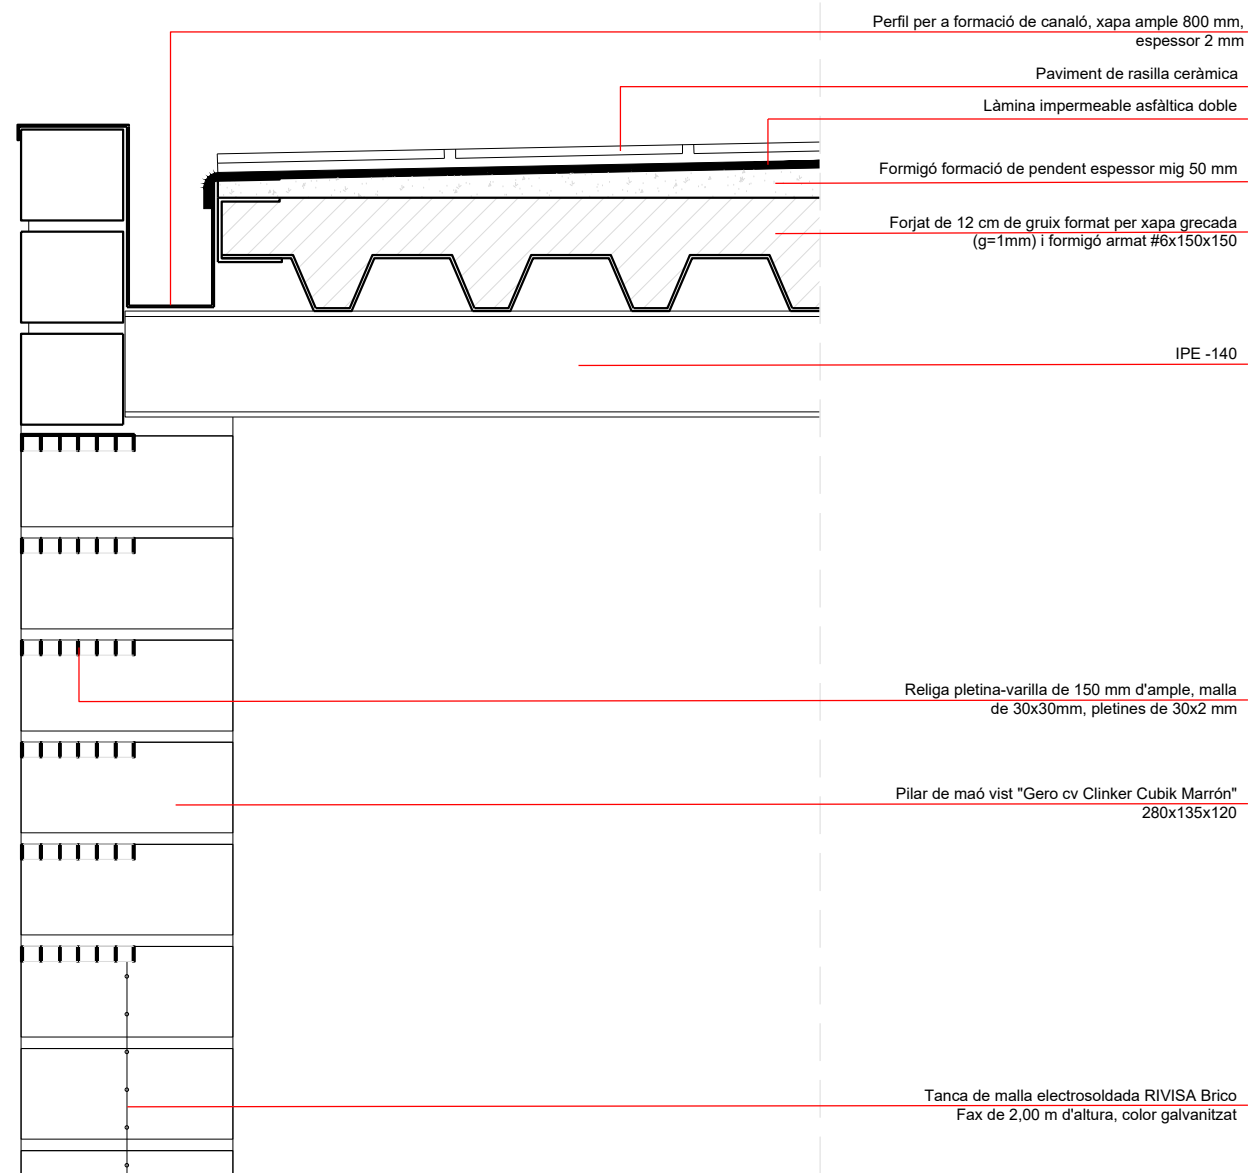 Perfil per a formació de canaló, xapa ample 800 mm,
espessor 2 mm
Paviment de rasilla ceràmica
Làmina impermeable asfàltica doble
Formigó formació de pendent espessor mig 50 mm
Forjat de 12 cm de gruix format per xapa grecada
(g=1mm) i formigó armat #6x150x150
IPE -140
Religa pletina-varilla de 150 mm d'ample, malla
de 30x30mm, pletines de 30x2 mm
Pilar de maó vist "Gero cv Clinker Cubik Marrón"
280x135x120
Tanca de malla electrosoldada RIVISA Brico
Fax de 2,00 m d'altura, color galvanitzat